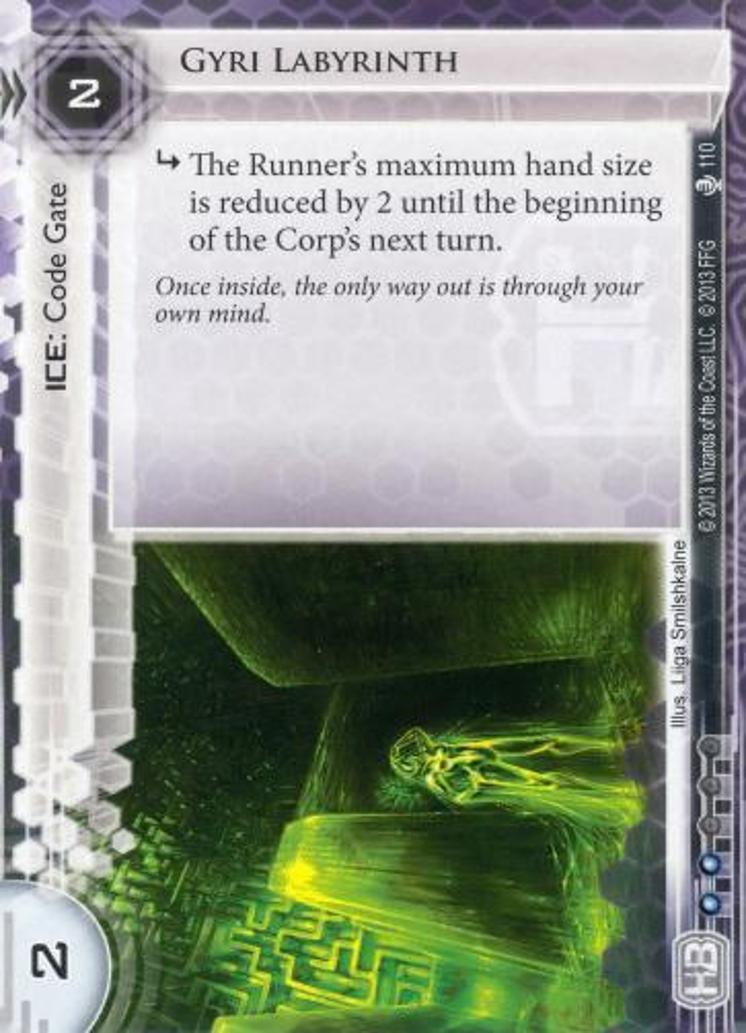 2
GYRI LABYRINTH
ICE: Code Gate
↳ The Runner's maximum hand size
is reduced by 2 until the beginning
of the Corp's next turn.
Once inside, the only way out is through your
own mind.
110
© 2013 Wizards of the Coast LLC. © 2013 FFG
Illus. Liiga Smilshkalne
2
HB